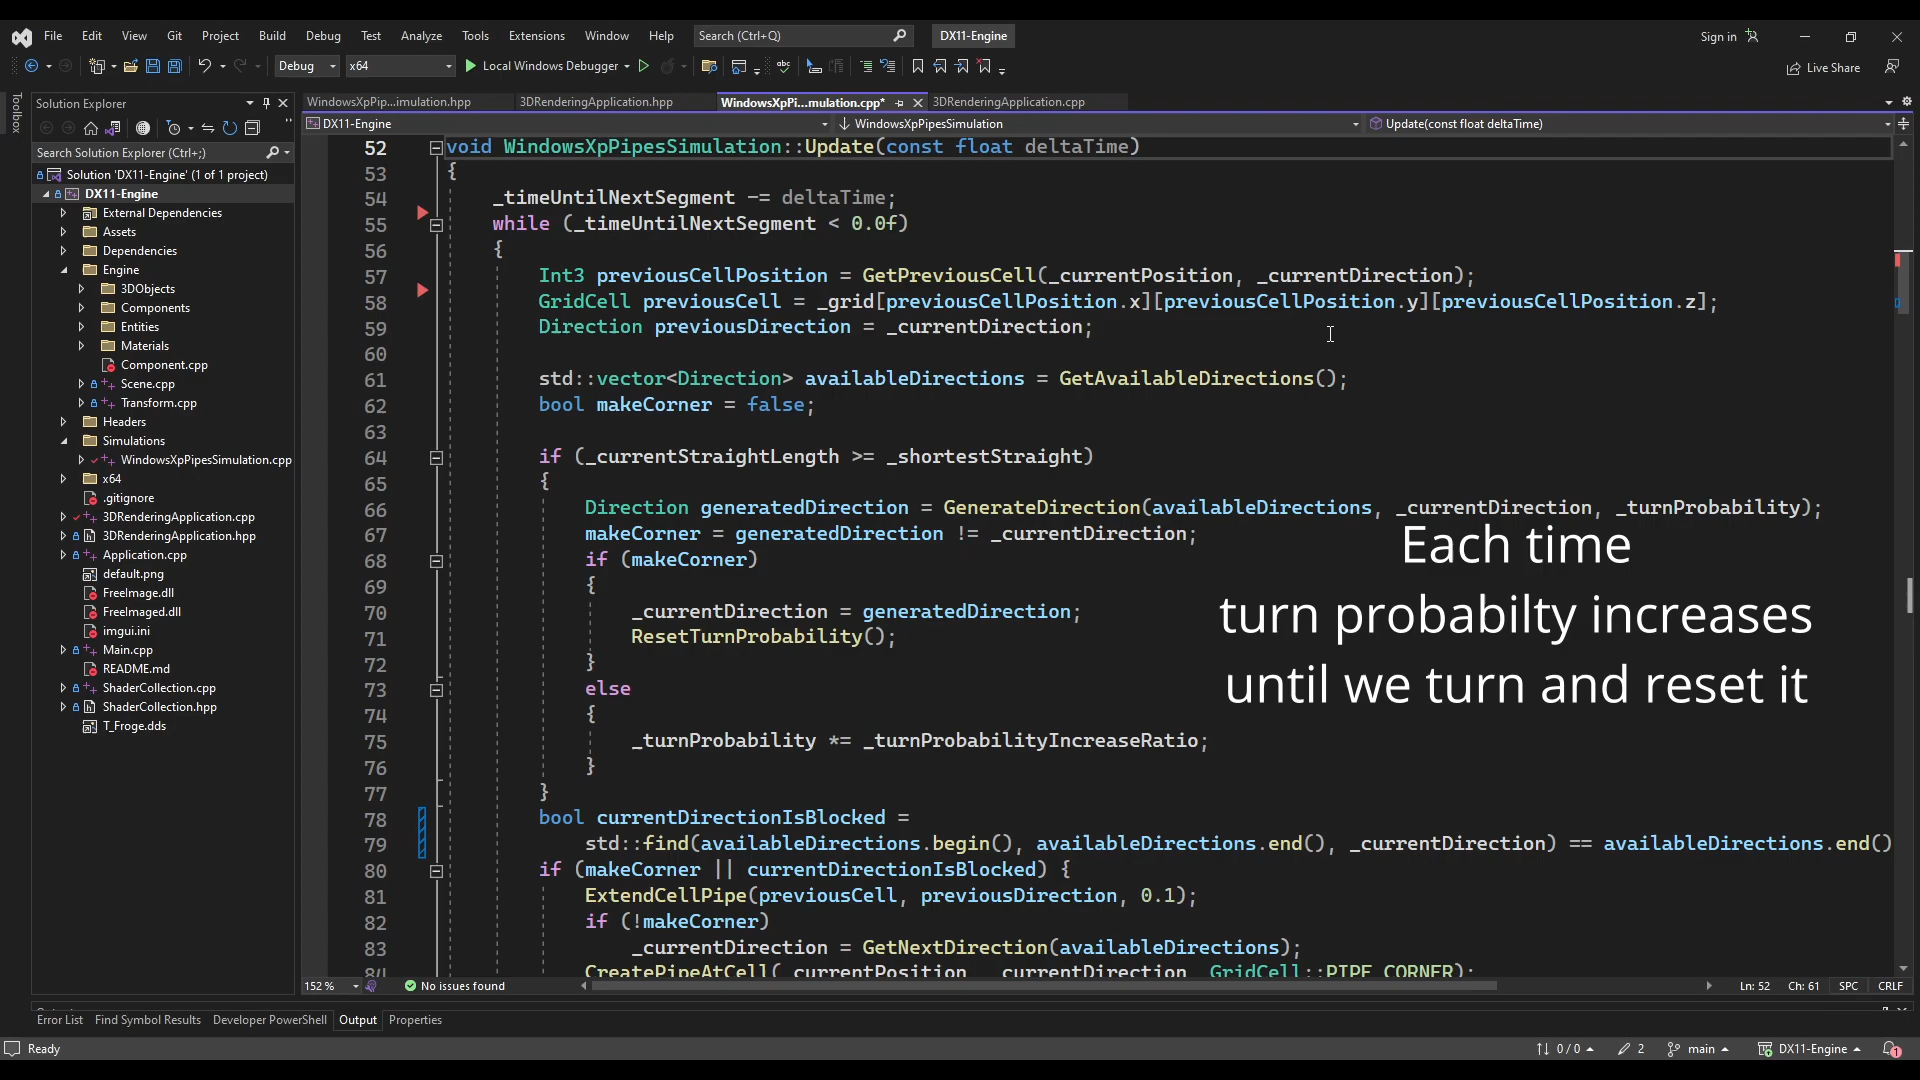 File Edit View Git Project Build Debug Test Analyze Tools Extensions Window Help Search (Ctrl+Q) DX11-Engine Sign in
Debug x64 Local Windows Debugger abc Live Share
Toolbox
Solution Explorer
Search Solution Explorer (Ctrl+;)
Solution 'DX11-Engine' (1 of 1 project)
DX11-Engine
External Dependencies
Assets
Dependencies
Engine
3DObjects
Components
Entities
Materials
Component.cpp
Scene.cpp
Transform.cpp
Headers
Simulations
WindowsXpPipesSimulation.cpp
x64
.gitignore
3DRenderingApplication.cpp
3DRenderingApplication.hpp
Application.cpp
default.png
FreeImage.dll
FreeImaged.dll
imgui.ini
Main.cpp
README.md
ShaderCollection.cpp
ShaderCollection.hpp
T_Froge.dds
WindowsXpPip...imulation.hpp 3DRenderingApplication.hpp WindowsXpPi...mulation.cpp* 3DRenderingApplication.cpp
DX11-Engine WindowsXpPipesSimulation Update(const float deltaTime)
52 void WindowsXpPipesSimulation::Update(const float deltaTime)
53 {
54 _timeUntilNextSegment -= deltaTime;
55 while (_timeUntilNextSegment < 0.0f)
56 {
57 Int3 previousCellPosition = GetPreviousCell(_currentPosition, _currentDirection);
58 GridCell previousCell = _grid[previousCellPosition.x][previousCellPosition.y][previousCellPosition.z];
59 Direction previousDirection = _currentDirection;
60
61 std::vector<Direction> availableDirections = GetAvailableDirections();
62 bool makeCorner = false;
63
64 if (_currentStraightLength >= _shortestStraight)
65 {
66 Direction generatedDirection = GenerateDirection(availableDirections, _currentDirection, _turnProbability);
67 makeCorner = generatedDirection != _currentDirection;
68 if (makeCorner)
69 {
70 _currentDirection = generatedDirection;
71 ResetTurnProbability();
72 }
73 else
74 {
75 _turnProbability *= _turnProbabilityIncreaseRatio;
76 }
77 }
78 bool currentDirectionIsBlocked =
79 std::find(availableDirections.begin(), availableDirections.end(), _currentDirection) == availableDirections.end()
80 if (makeCorner || currentDirectionIsBlocked) {
81 ExtendCellPipe(previousCell, previousDirection, 0.1);
82 if (!makeCorner)
83 _currentDirection = GetNextDirection(availableDirections);
84 CreatePipeAtCell(_currentPosition, _currentDirection, GridCell::PIPE_CORNER);
Each time
turn probabilty increases
until we turn and reset it
152 % No issues found Ln: 52 Ch: 61 SPC CRLF
Error List Find Symbol Results Developer PowerShell Output Properties
Ready 0 / 0 2 main DX11-Engine 1